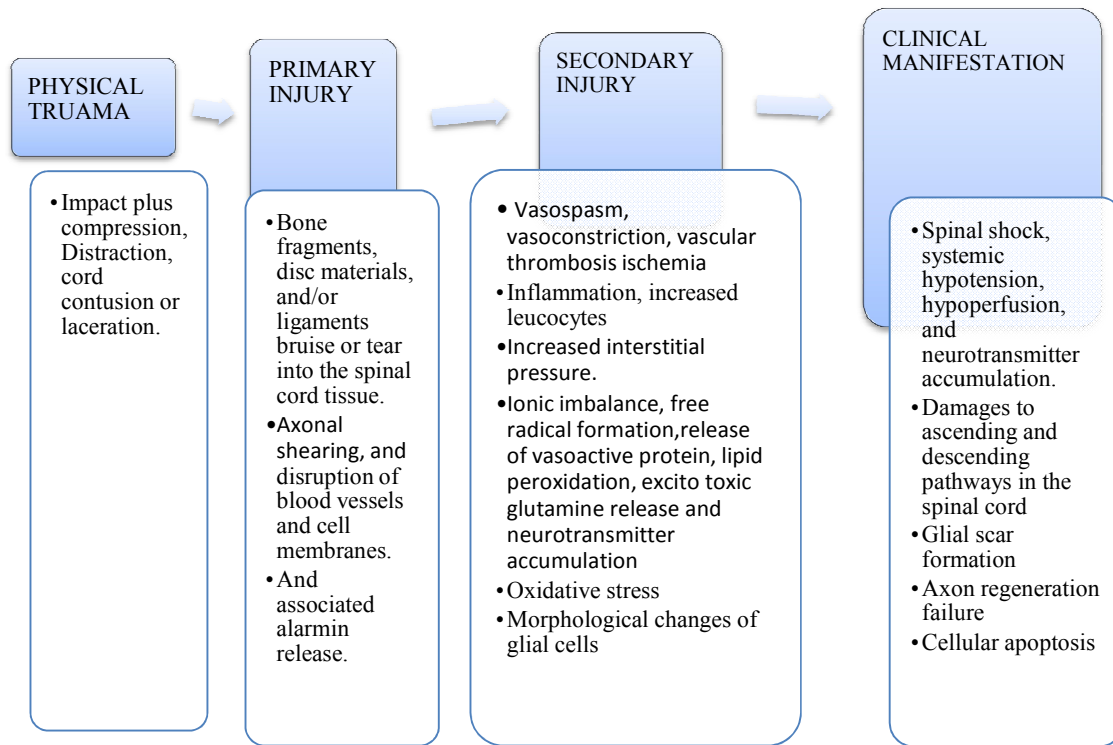 PHYSICAL
TRUAMA
• Impact plus
compression,
Distraction,
cord
contusion or
laceration.
PRIMARY
INJURY
• Bone
fragments,
disc materials,
and/or
ligaments
bruise or tear
into the spinal
cord tissue.
• Axonal
shearing, and
disruption of
blood vessels
and cell
membranes.
• And
associated
alarmin
release.
SECONDARY
INJURY
• Vasospasm,
vasoconstriction, vascular
thrombosis ischemia
• Inflammation, increased
leucocytes
• Increased interstitial
pressure.
• Ionic imbalance, free
radical formation,release
of vasoactive protein, lipid
peroxidation, excito toxic
glutamine release and
neurotransmitter
accumulation
• Oxidative stress
• Morphological changes of
glial cells
CLINICAL
MANIFESTATION
• Spinal shock,
systemic
hypotension,
hypoperfusion,
and
neurotransmitter
accumulation.
• Damages to
ascending and
descending
pathways in the
spinal cord
• Glial scar
formation
• Axon regeneration
failure
• Cellular apoptosis